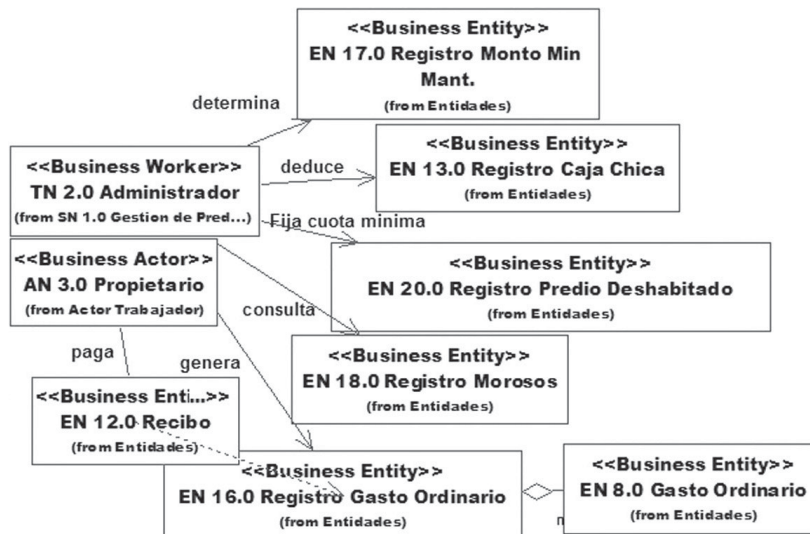 <<Business Entity>>
EN 17.0 Registro Monto Min
Mant.
(from Entidades)
determina
<<Business Worker>>
TN 2.0 Administrador
(from SN 1.0 Gestion de Pred...)
deduce
<<Business Entity>>
EN 13.0 Registro Caja Chica
(from Entidades)
Fija cuota minima
<<Business Actor>>
AN 3.0 Propietario
(from Actor Trabajador)
<<Business Entity>>
EN 20.0 Registro Predio Deshabitado
(from Entidades)
consulta
paga
genera
<<Business Entity>>
EN 18.0 Registro Morosos
(from Entidades)
<<Business Enti...>>
EN 12.0 Recibo
(from Entidades)
<<Business Entity>>
EN 16.0 Registro Gasto Ordinario
(from Entidades)
<<Business Entity>>
EN 8.0 Gasto Ordinario
(from Entidades)